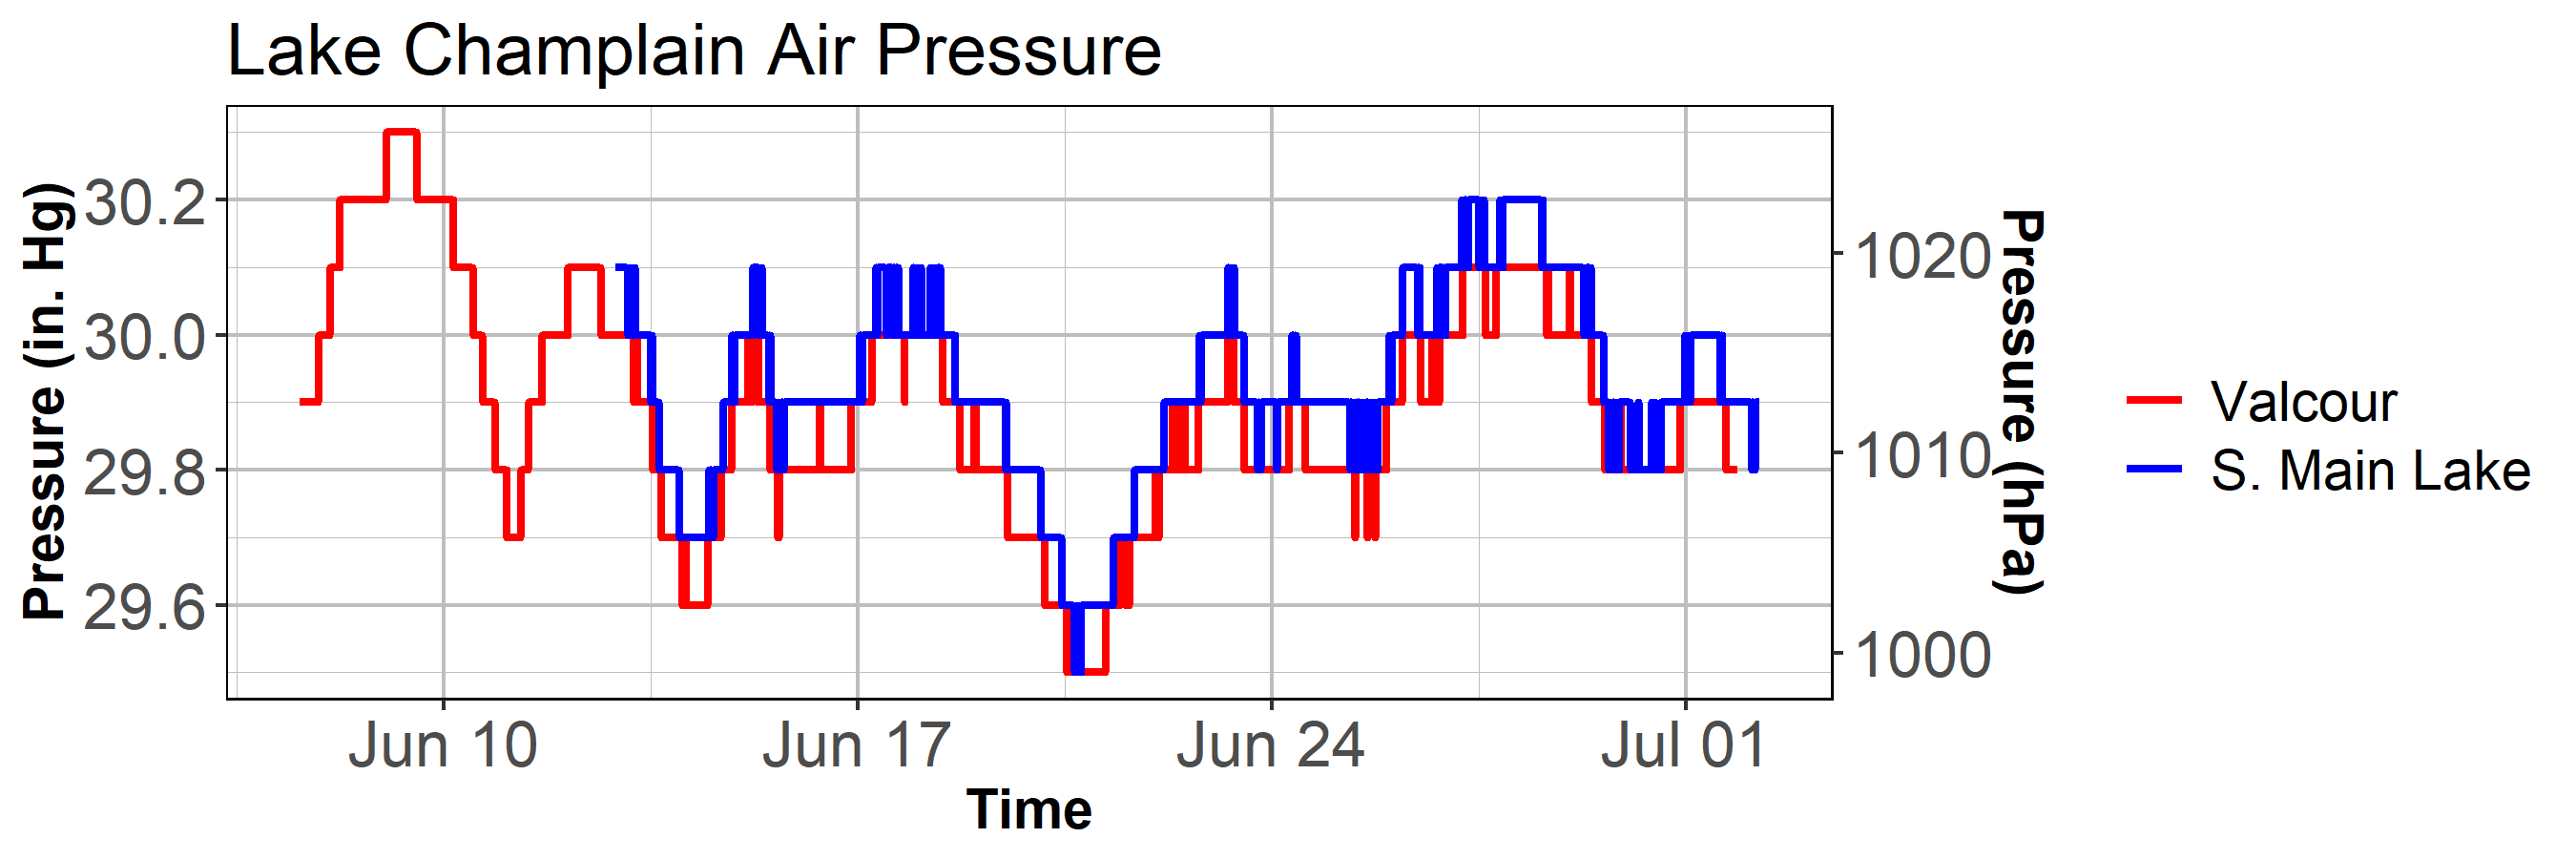 Lake Champlain Air Pressure
Pressure (in. Hg)
30.2
30.0
29.8
29.6
1020
1010
1000
Pressure (hPa)
Valcour
S. Main Lake
Jun 10
Jun 17
Jun 24
Jul 01
Time